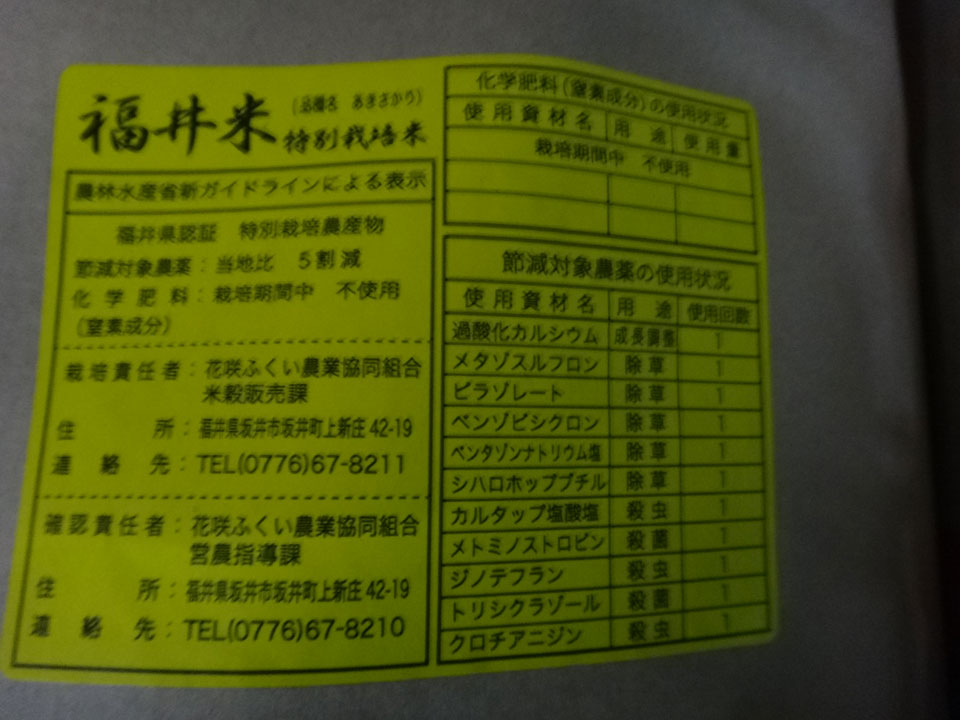 福井米
(品種名 あきさかり)
特別栽培米
農林水産省新ガイドラインによる表示
福井県認証 特別栽培農産物
節減対象農薬:当地比 5割減
化学肥料:栽培期間中 不使用
(窒素成分)
栽培責任者:花咲ふくい農業協同組合
米穀販売課
住所:福井県坂井市坂井町上新庄42-19
連絡先:TEL(0776)67-8211
確認責任者:花咲ふくい農業協同組合
営農指導課
住所:福井県坂井市坂井町上新庄42-19
連絡先:TEL(0776)67-8210
化学肥料(窒素成分)の使用状況
使用資材名 用途 使用量
栽培期間中 不使用
節減対象農薬の使用状況
使用資材名 用途 使用回数
過酸化カルシウム 成長調整 1
メタゾスルフロン 除草 1
ピラゾレート 除草 1
ベンゾビシクロン 除草 1
ベンタゾンナトリウム塩 除草 1
シハロホップブチル 除草 1
カルタップ塩酸塩 殺虫 1
メトミノストロビン 殺菌 1
ジノテフラン 殺虫 1
トリシクラゾール 殺菌 1
クロチアニジン 殺虫 1